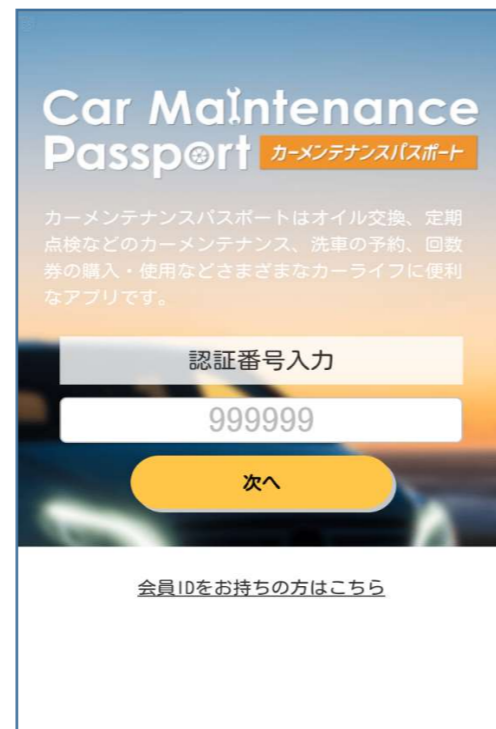 Car Maintenance
Passport カーメンテナンスパスポート
カーメンテナンスパスポートはオイル交換、定期
点検などのカーメンテナンス、洗車の予約、回数
券の購入・使用などさまざまなカーライフに便利
なアプリです。
認証番号入力
999999
次へ
会員IDをお持ちの方はこちら